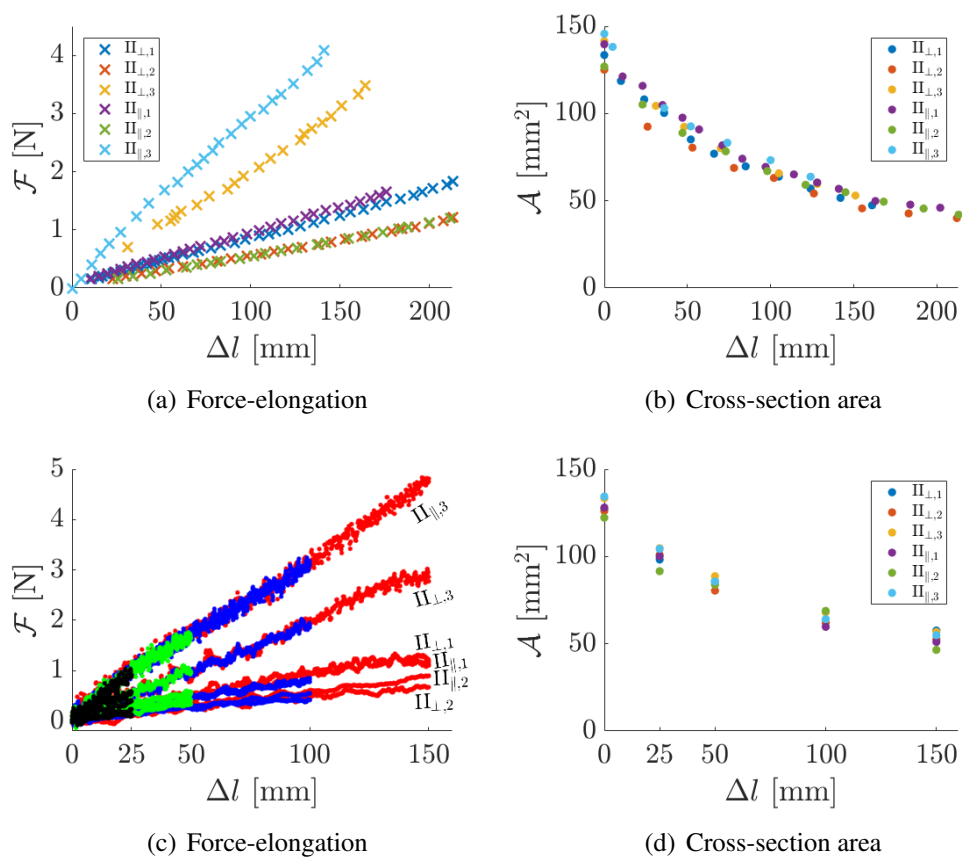 4
3
2
1
0
ℱ [N]
II⊥,1
II⊥,2
II⊥,3
II∥,1
II∥,2
II∥,3
0 50 100 150 200
Δl [mm]
(a) Force-elongation
150
100
50
0
𝒜 [mm²]
II⊥,1
II⊥,2
II⊥,3
II∥,1
II∥,2
II∥,3
0 50 100 150 200
Δl [mm]
(b) Cross-section area
5
4
3
2
1
0
ℱ [N]
II∥,3
II⊥,3
II⊥,1
II∥,1
II∥,2
II⊥,2
0 25 50 100 150
Δl [mm]
(c) Force-elongation
150
100
50
0
𝒜 [mm²]
II⊥,1
II⊥,2
II⊥,3
II∥,1
II∥,2
II∥,3
0 25 50 100 150
Δl [mm]
(d) Cross-section area